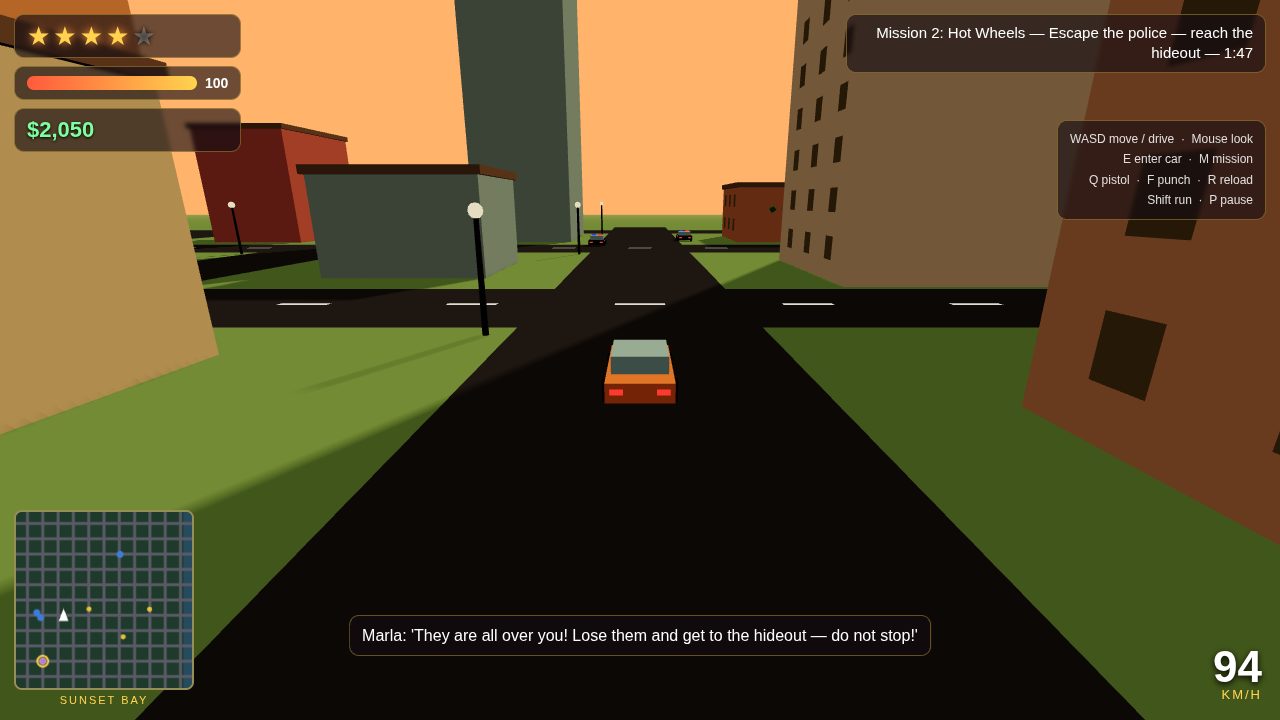 ★★★★★
100
$2,050
Mission 2: Hot Wheels — Escape the police — reach the
hideout — 1:47
WASD move / drive · Mouse look
E enter car · M mission
Q pistol · F punch · R reload
Shift run · P pause
Marla: 'They are all over you! Lose them and get to the hideout — do not stop!'
SUNSET BAY
94
KM/H